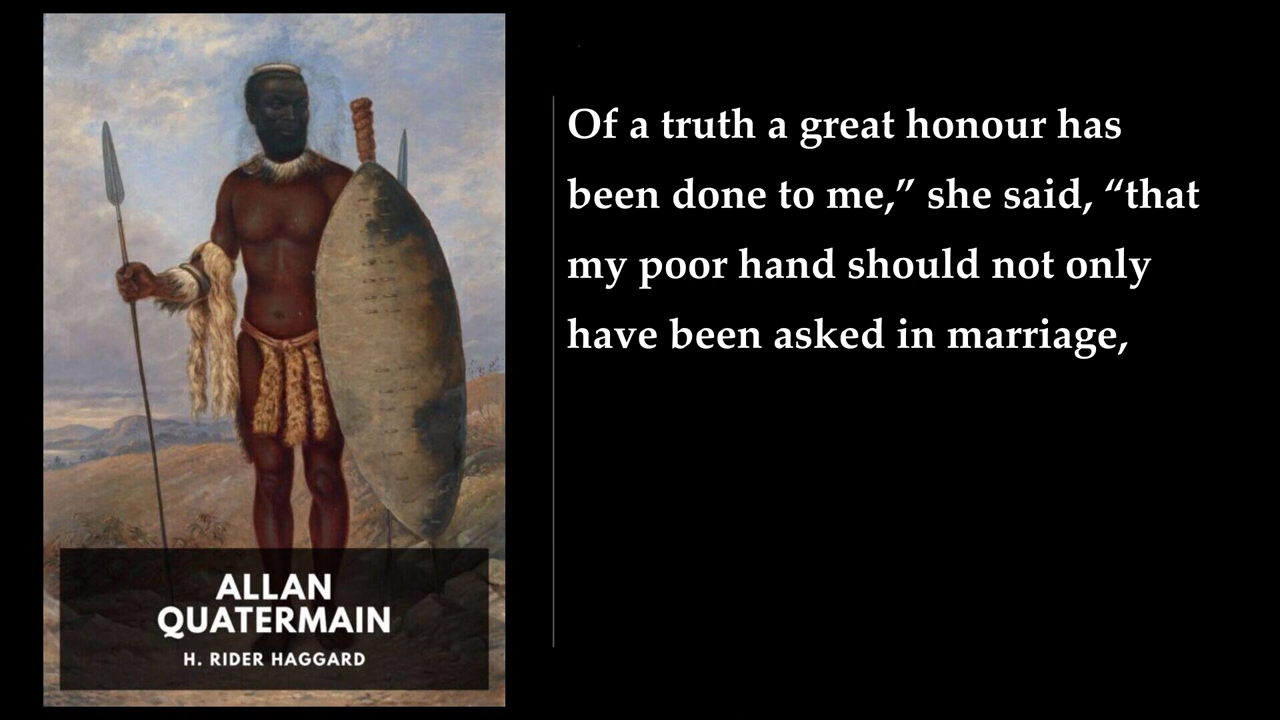 ALLAN
QUATERMAIN
H. RIDER HAGGARD
Of a truth a great honour has
been done to me,” she said, “that
my poor hand should not only
have been asked in marriage,